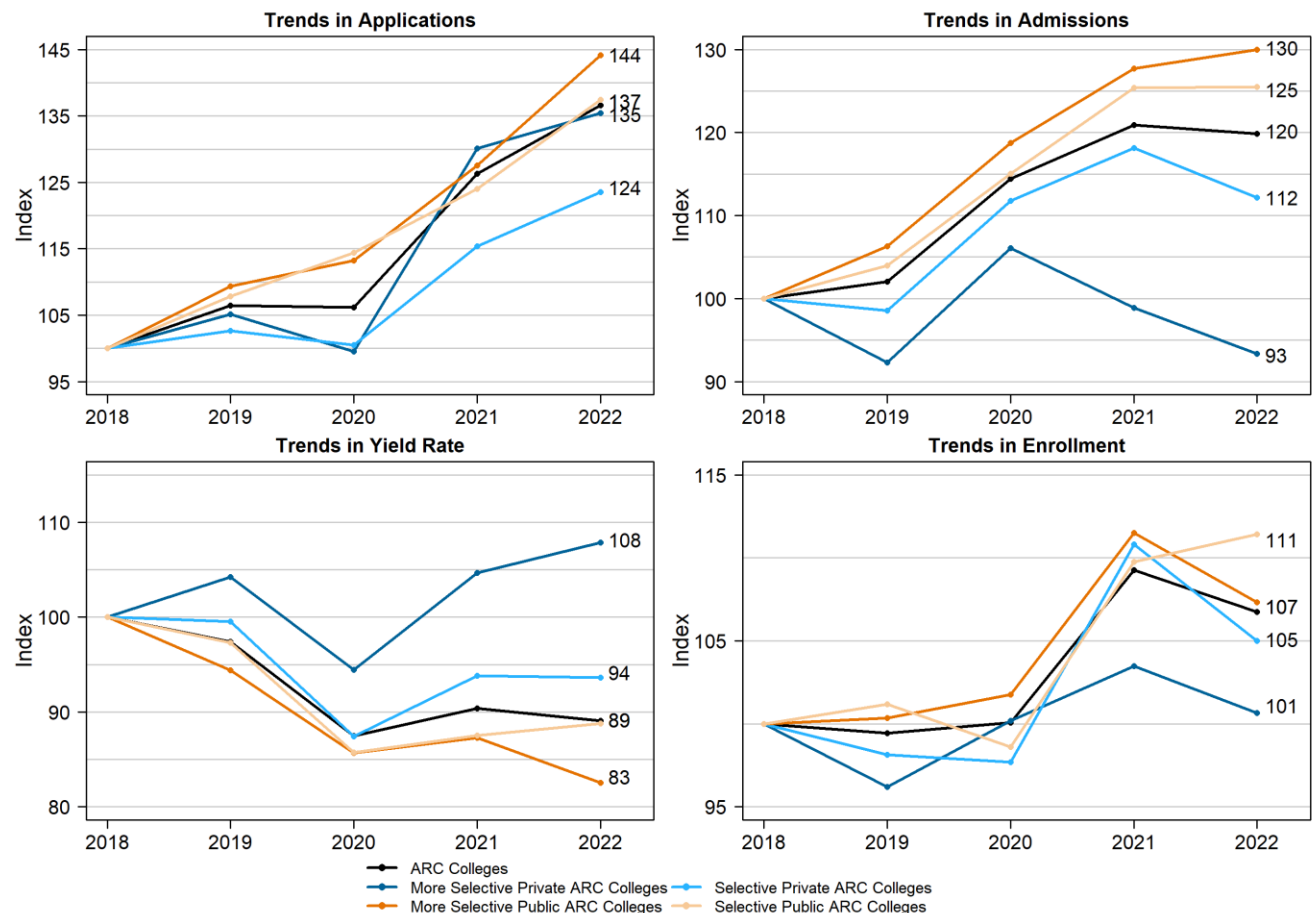 Trends in Applications
Index
145
135
125
115
105
95
144
137
135
124
2018 2019 2020 2021 2022
Trends in Admissions
Index
130
120
110
100
90
130
125
120
112
93
2018 2019 2020 2021 2022
Trends in Yield Rate
Index
110
100
90
80
108
94
89
83
2018 2019 2020 2021 2022
Trends in Enrollment
Index
115
105
95
111
107
105
101
2018 2019 2020 2021 2022
ARC Colleges
More Selective Private ARC Colleges Selective Private ARC Colleges
More Selective Public ARC Colleges Selective Public ARC Colleges